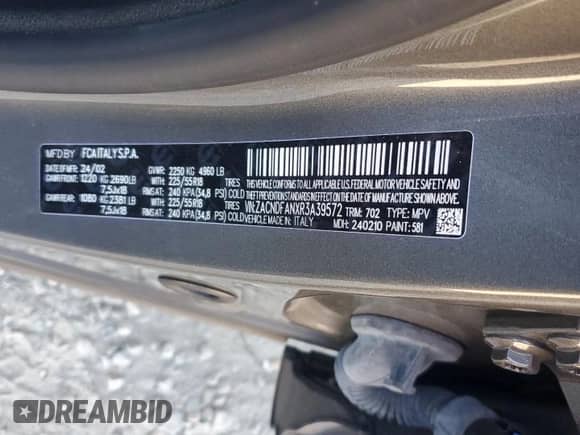 MFD BY FCA ITALY S.P.A.
DATE OF MFR: 24/02 GVWR: 2250 KG 4960 LB
GAWR FRONT: 1220 KG 2690 LB WITH: 225/55R18 TIRES
7,5Jx18 RIMS AT: 240 KPA (34,8 PSI) COLD
GAWR REAR: 1080 KG 2381 LB WITH: 225/55R18 TIRES
7,5Jx18 RIMS AT: 240 KPA (34,8 PSI) COLD
THIS VEHICLE CONFORMS TO ALL APPLICABLE
FEDERAL MOTOR VEHICLE SAFETY,
BUMPER, AND THEFT PREVENTION
STANDARDS IN EFFECT ON THE DATE
OF MANUFACTURE SHOWN ABOVE
VIN: ZACNDFANXR3A39572 TRIM: 702 TYPE: MPV
VEHICLE MADE IN: ITALY MDH: 240210 PAINT: 581
DREAMBID